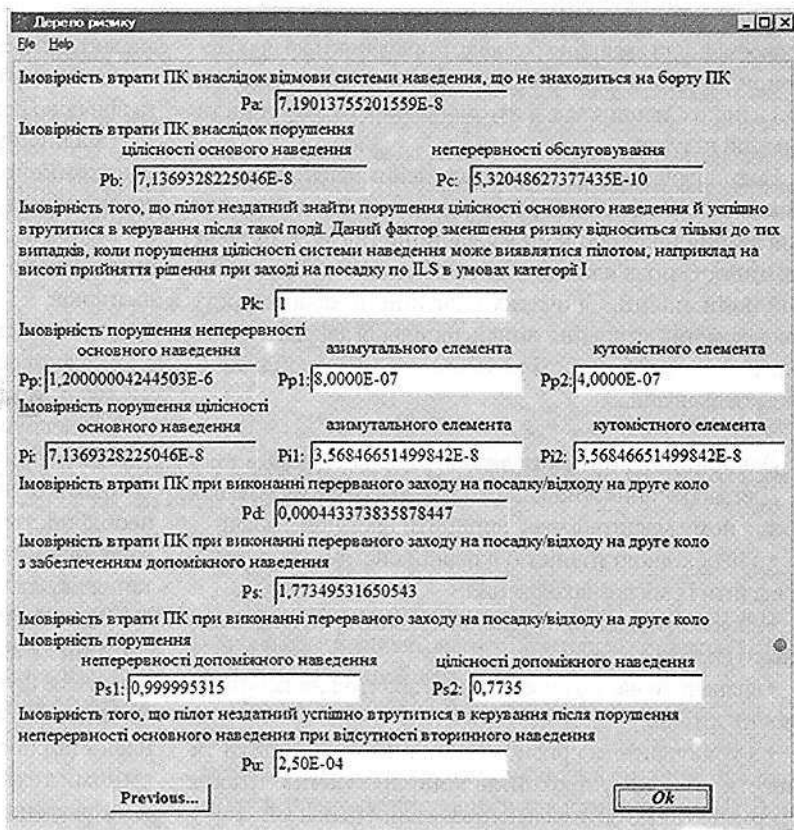 Дерево ризику
File Help
Імовірність втрати ПК внаслідок відмови системи наведення, що не знаходиться на борту ПК
Pa: 7,19013755201559E-8
Імовірність втрати ПК внаслідок порушення
цілісності основого наведення неперервності обслуговування
Pb: 7,1369328225046E-8 Pc: 5,32048627377435E-10
Імовірність того, що пілот нездатний знайти порушення цілісності основного наведення й успішно
втрутитися в керування після такої події. Даний фактор зменшення ризику відноситься тільки до тих
випадків, коли порушення цілісності системи наведення може виявлятися пілотом, наприклад на
висоті прийняття рішення при заході на посадку по ILS в умовах категорії I
Pk: 1
Імовірність порушення неперервності
основного наведення азимутального елемента кутомістного елемента
Pp: 1,20000004244503E-6 Pp1: 8,0000E-07 Pp2: 4,0000E-07
Імовірність порушення цілісності
основного наведення азимутального елемента кутомістного елемента
Pi: 7,1369328225046E-8 Pi1: 3,56846651499842E-8 Pi2: 3,56846651499842E-8
Імовірність втрати ПК при виконанні перерваного заходу на посадку/відходу на друге коло
Pd: 0,000443373835878447
Імовірність втрати ПК при виконанні перерваного заходу на посадку/відходу на друге коло
з забезпеченням допоміжного наведення
Ps: 1,77349531650543
Імовірність втрати ПК при виконанні перерваного заходу на посадку/відходу на друге коло
Імовірність порушення
неперервності допоміжного наведення цілісності допоміжного наведення
Ps1: 0,999995315 Ps2: 0,7735
Імовірність того, що пілот нездатний успішно втрутитися в керування після порушення
неперервності основного наведення при відсутності вторинного наведення
Pu: 2,50E-04
Previous... Ok